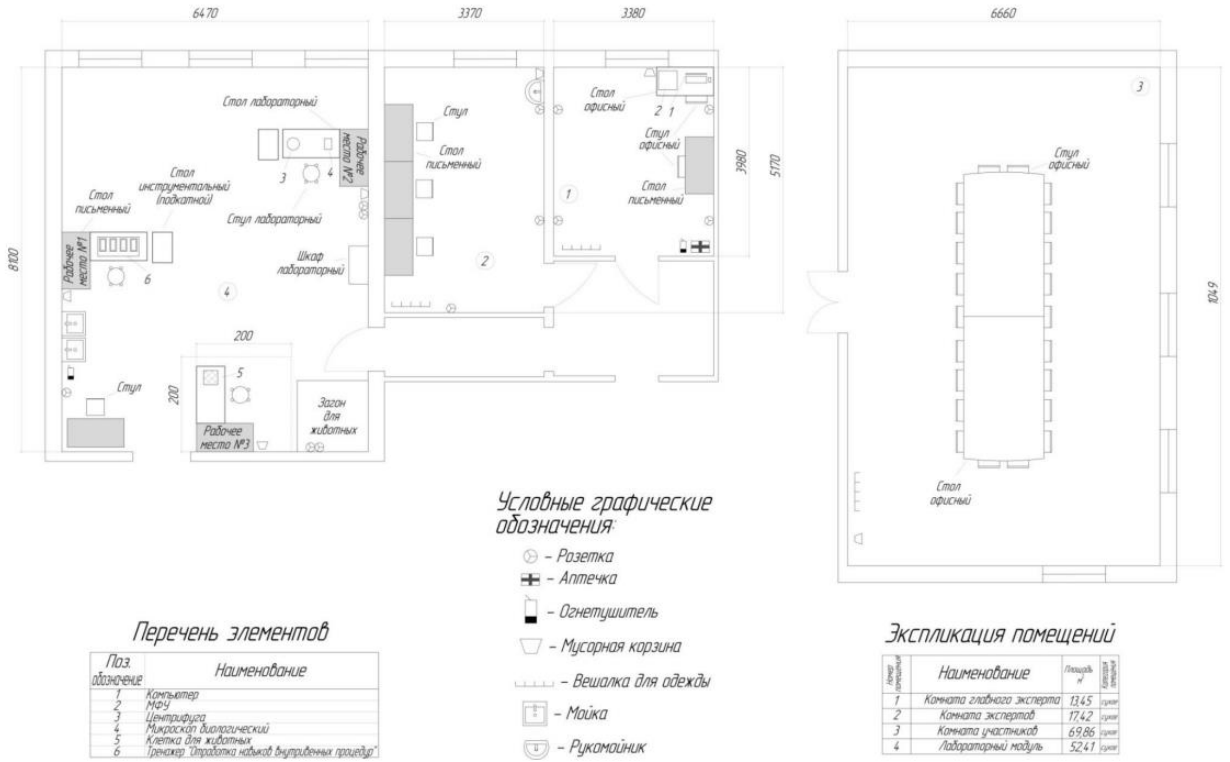 6470
3370
3380
6660
3
Стол лабораторный
Рабочее
место №2
3
4
Стул лабораторный
Стол
инструментальный
(подкатной)
Стол
письменный
Рабочее
место №1
6
Шкаф
лабораторный
4
8100
200
200
5
Рабочее
место №3
Загон
для
животных
Стул
Стул
Стол
письменный
2
Стол
офисный
2 1
Стул
офисный
Стол
письменный
1
3980
5170
Стул
офисный
Стол
офисный
1049
Условные графические
обозначения:
– Розетка
– Аптечка
– Огнетушитель
– Мусорная корзина
– Вешалка для одежды
– Мойка
– Рукомойник
Перечень элементов
Поз. обозначение
Наименование
1 Компьютер
2 МФУ
3 Центрифуга
4 Микроскоп биологический
5 Клетка для животных
6 Тренажер "Отработка навыков внутривенных процедур"
Экспликация помещений
Номер помещения
Наименование
Площадь м²
Категория помещения
1 Комната главного эксперта 13,45 сухое
2 Комната экспертов 17,42 сухое
3 Комната участников 69,86 сухое
4 Лабораторный модуль 52,41 сухое